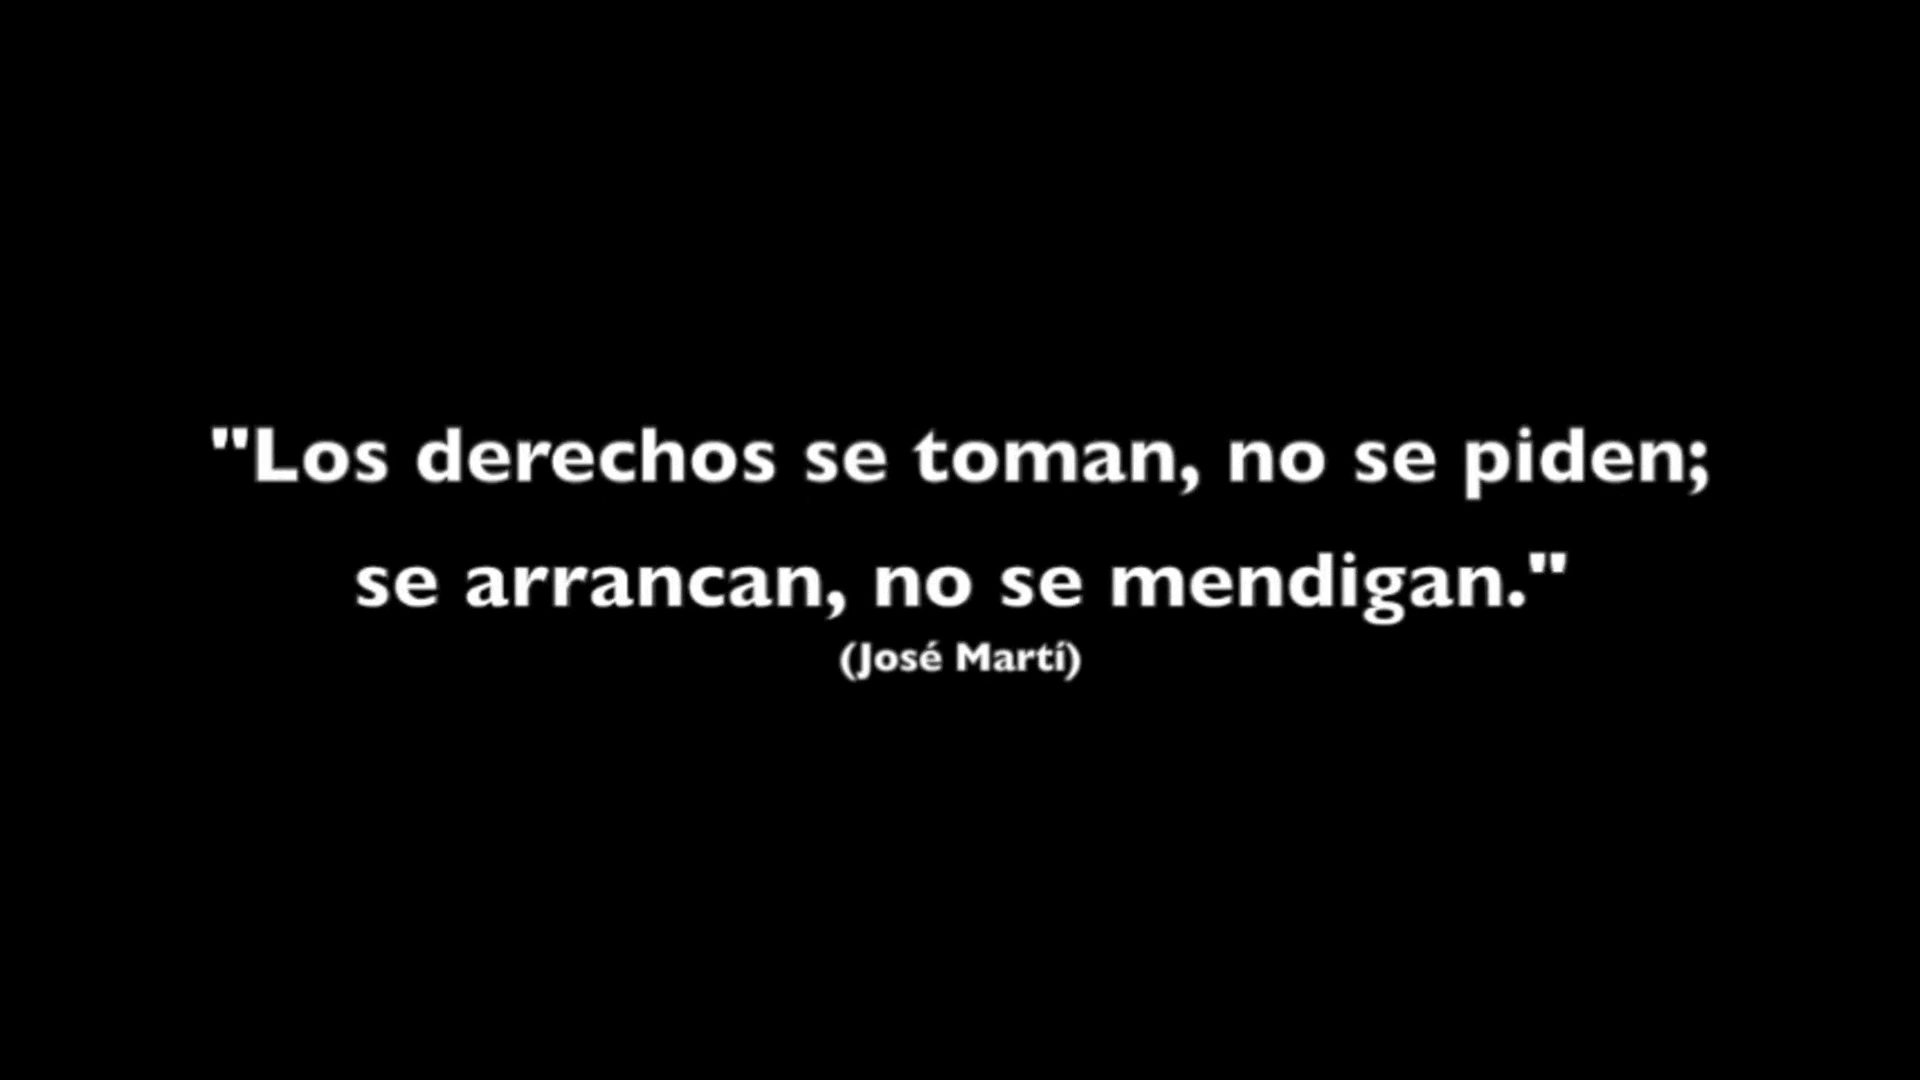 "Los derechos se toman, no se piden;
se arrancan, no se mendigan."
(José Martí)